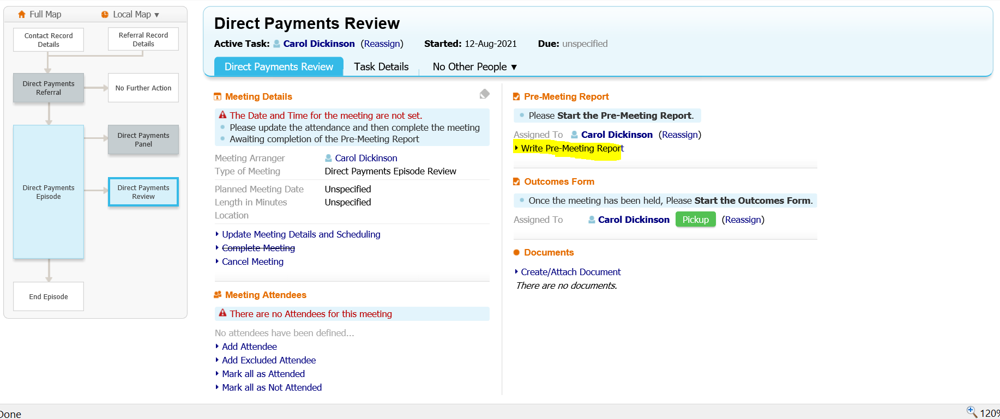 Full Map
Local Map ▼
Contact Record
Details
Referral Record
Details
Direct Payments
Referral
No Further Action
Direct Payments
Episode
Direct Payments
Panel
Direct Payments
Review
End Episode
Direct Payments Review
Active Task: Carol Dickinson (Reassign) Started: 12-Aug-2021 Due: unspecified
Direct Payments Review Task Details No Other People ▼
Meeting Details
The Date and Time for the meeting are not set.
Please update the attendance and then complete the meeting
Awaiting completion of the Pre-Meeting Report
Meeting Arranger Carol Dickinson
Type of Meeting Direct Payments Episode Review
Planned Meeting Date Unspecified
Length in Minutes Unspecified
Location
Update Meeting Details and Scheduling
Complete Meeting
Cancel Meeting
Meeting Attendees
There are no Attendees for this meeting
No attendees have been defined...
Add Attendee
Add Excluded Attendee
Mark all as Attended
Mark all as Not Attended
Pre-Meeting Report
Please Start the Pre-Meeting Report.
Assigned To Carol Dickinson (Reassign)
Write Pre-Meeting Report
Outcomes Form
Once the meeting has been held, Please Start the Outcomes Form.
Assigned To Carol Dickinson Pickup (Reassign)
Documents
Create/Attach Document
There are no documents.
Done
120%